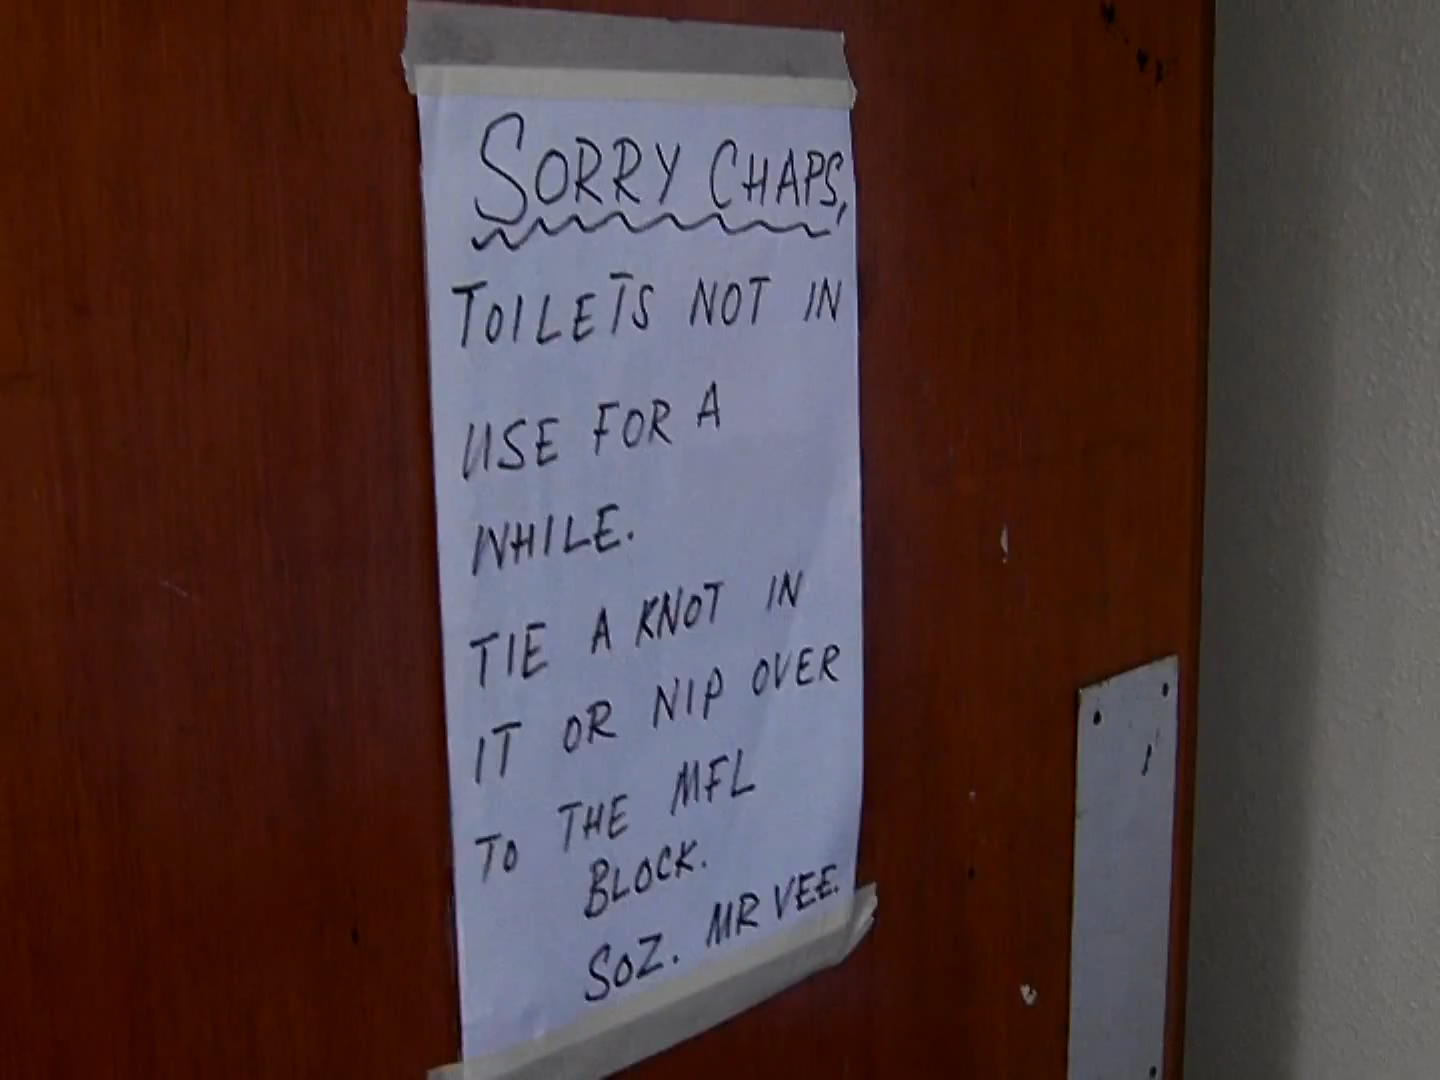 SORRY CHAPS,
TOILETS NOT IN
USE FOR A
WHILE.
TIE A KNOT IN
IT OR NIP OVER
TO THE MFL
BLOCK.
SOZ. MR VEE.